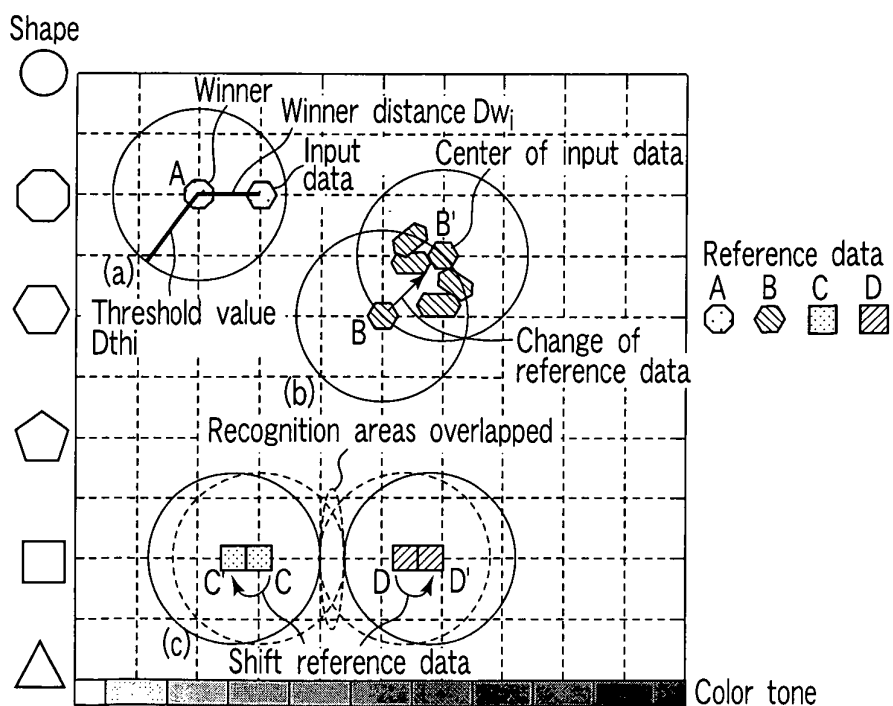 Shape
Winner
Winner distance Dwi
A
Input
data
Center of input data
B'
(a)
Threshold value
Dthi
B
Change of
reference data
(b)
Reference data
A B C D
Recognition areas overlapped
C' C D D'
(c)
Shift reference data
Color tone